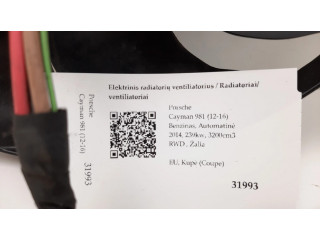 Elektrinis radiatorių ventiliatorius / Radiatoriai/
ventiliatoriai
Porsche
Cayman 981 (12-16)
Benzinas, Automatinė
2014, 239kw, 3200cm3
RWD , Žalia
EU, Kupe (Coupe)
31993
Porsche
Cayman 981 (12-16)
31993